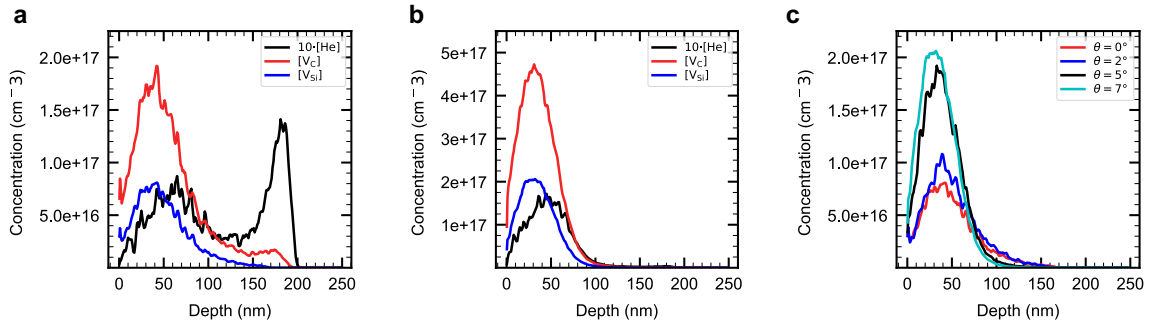 a
Concentration (cm⁻3)
2.0e+17
1.5e+17
1.0e+17
5.0e+16
10·[He]
[V_C]
[V_Si]
0 50 100 150 200 250
Depth (nm)
b
Concentration (cm⁻3)
5e+17
4e+17
3e+17
2e+17
1e+17
10·[He]
[V_C]
[V_Si]
0 50 100 150 200 250
Depth (nm)
c
Concentration (cm⁻3)
2.0e+17
1.5e+17
1.0e+17
5.0e+16
θ = 0°
θ = 2°
θ = 5°
θ = 7°
0 50 100 150 200 250
Depth (nm)